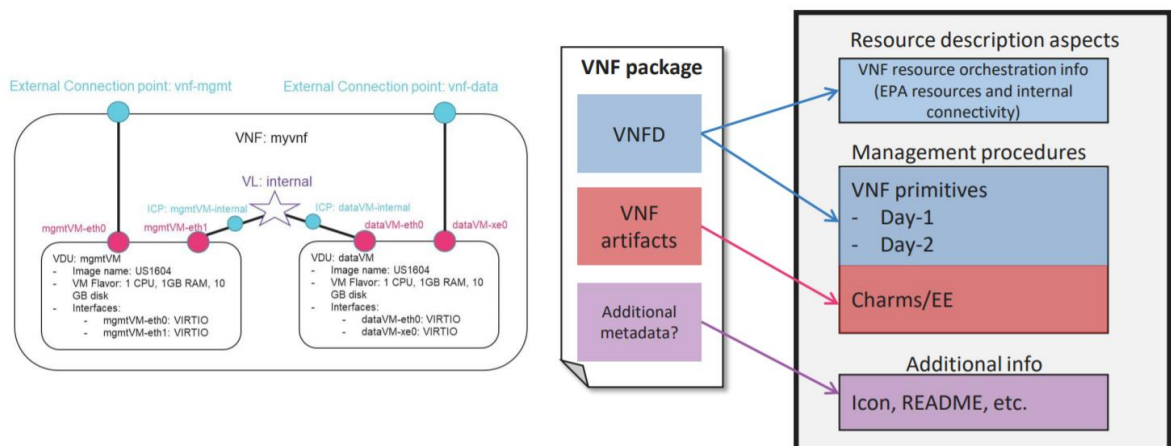 External Connection point: vnf-mgmt
External Connection point: vnf-data
VNF: myvnf
VL: internal
ICP: mgmtVM-internal
ICP: dataVM-internal
mgmtVM-eth0
mgmtVM-eth1
dataVM-eth0
dataVM-xe0
VDU: mgmtVM
- Image name: US1604
- VM Flavor: 1 CPU, 1GB RAM, 10
GB disk
- Interfaces:
- mgmtVM-eth0: VIRTIO
- mgmtVM-eth1: VIRTIO
VDU: dataVM
- Image name: US1604
- VM Flavor: 1 CPU, 1GB RAM, 10
GB disk
- Interfaces:
- dataVM-eth0: VIRTIO
- dataVM-xe0: VIRTIO
VNF package
VNFD
VNF
artifacts
Additional
metadata?
Resource description aspects
VNF resource orchestration info
(EPA resources and internal
connectivity)
Management procedures
VNF primitives
- Day-1
- Day-2
Charms/EE
Additional info
Icon, README, etc.